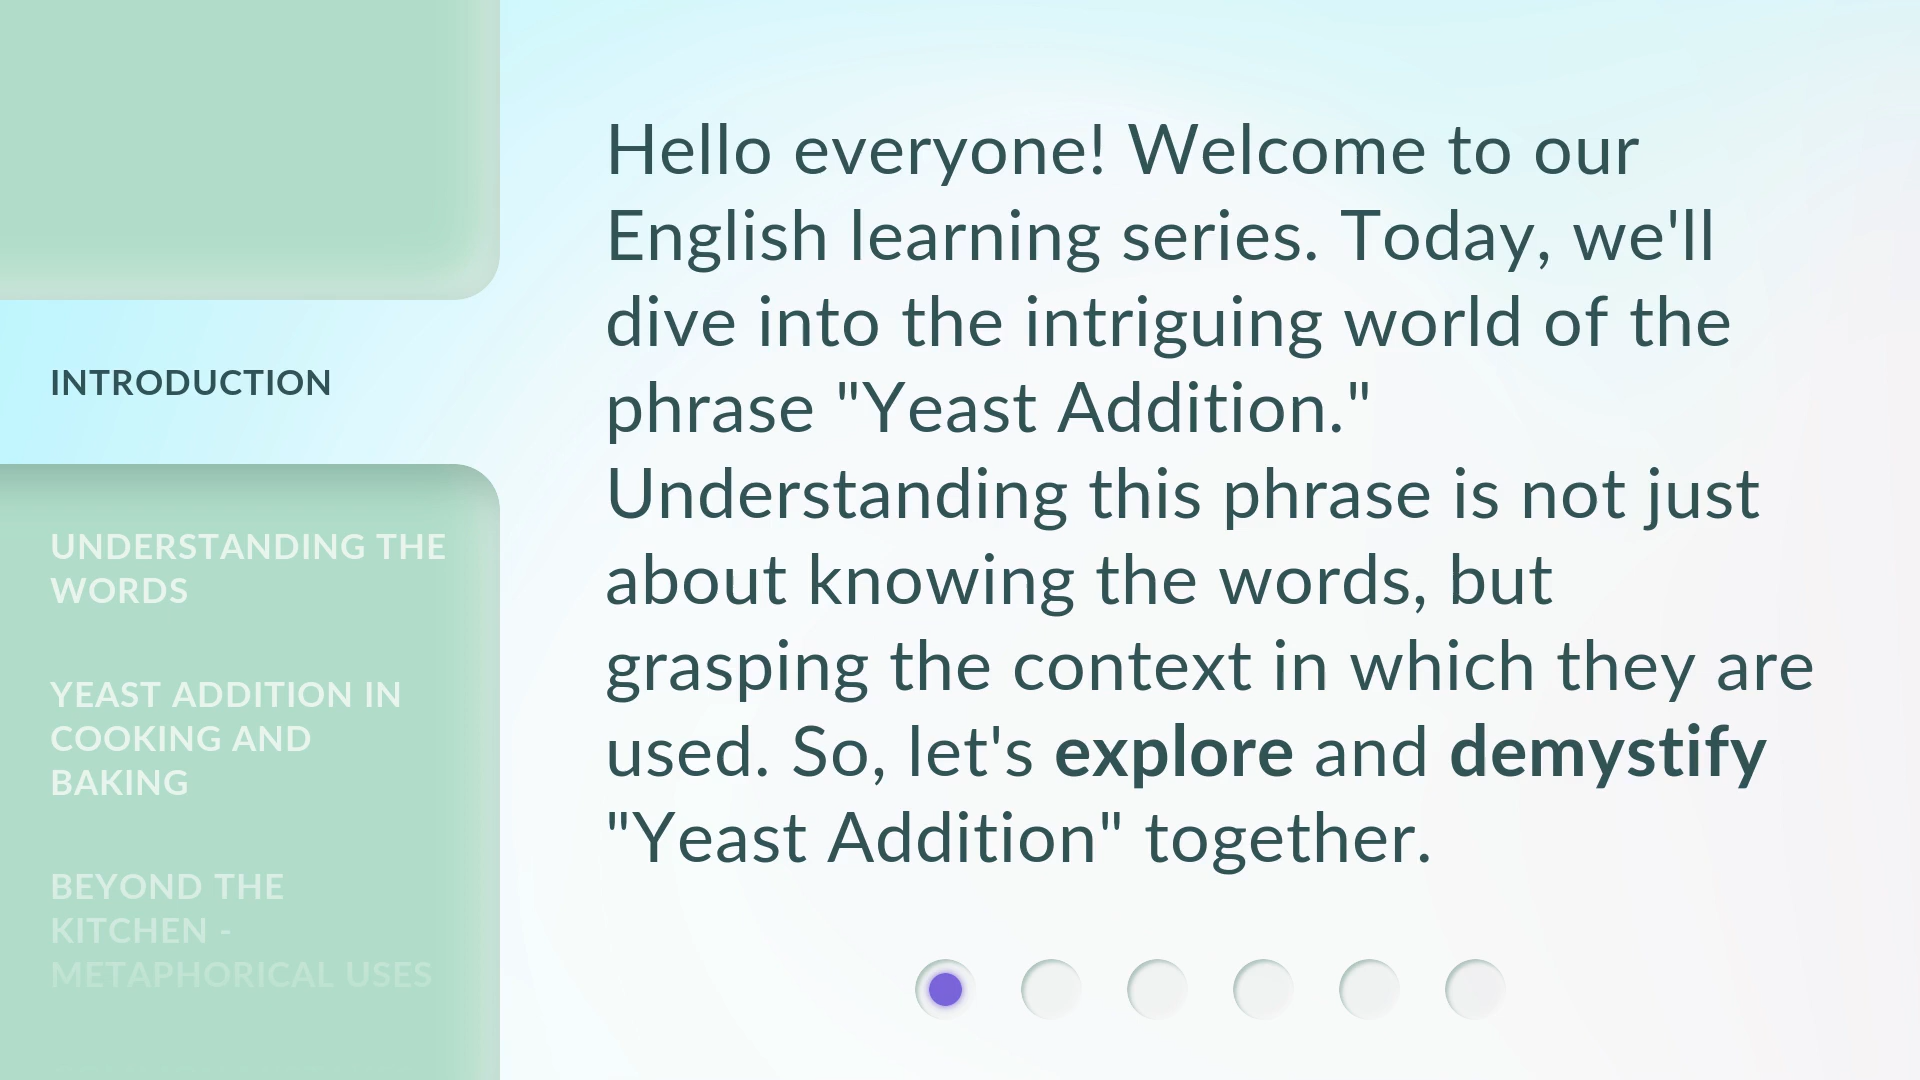 INTRODUCTION
UNDERSTANDING THE
WORDS
YEAST ADDITION IN
COOKING AND
BAKING
BEYOND THE
KITCHEN -
METAPHORICAL USES
Hello everyone! Welcome to our
English learning series. Today, we'll
dive into the intriguing world of the
phrase "Yeast Addition."
Understanding this phrase is not just
about knowing the words, but
grasping the context in which they are
used. So, let's explore and demystify
"Yeast Addition" together.